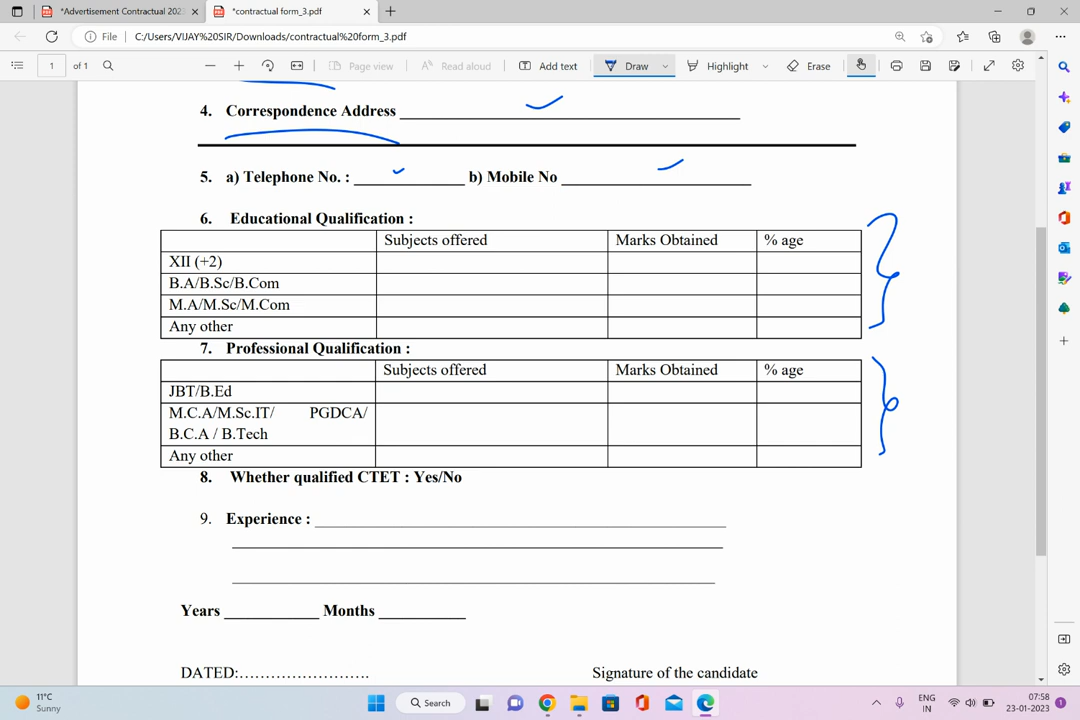 *Advertisement Contractual 202
*contractual form_3.pdf
File C:/Users/VIJAY%20SIR/Downloads/contractual%20form_3.pdf
1 of 1 Page view Read aloud Add text Draw Highlight Erase
4. Correspondence Address
5. a) Telephone No. : b) Mobile No
6. Educational Qualification :
Subjects offered Marks Obtained % age
XII (+2)
B.A/B.Sc/B.Com
M.A/M.Sc/M.Com
Any other
7. Professional Qualification :
Subjects offered Marks Obtained % age
JBT/B.Ed
M.C.A/M.Sc.IT/ PGDCA/
B.C.A / B.Tech
Any other
8. Whether qualified CTET : Yes/No
9. Experience :
Years Months
DATED:……………………. Signature of the candidate
11°C
Sunny
Search
ENG
IN
07:58
23-01-2023
1